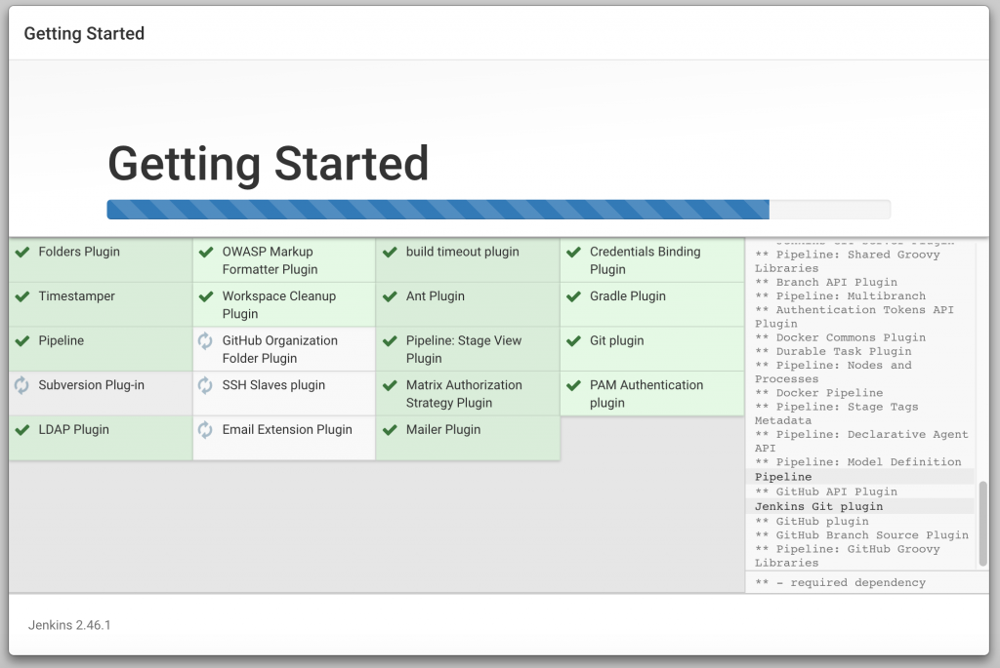 Getting Started
Getting Started
Folders Plugin
OWASP Markup
Formatter Plugin
build timeout plugin
Credentials Binding
Plugin
Timestamper
Workspace Cleanup
Plugin
Ant Plugin
Gradle Plugin
Pipeline
GitHub Organization
Folder Plugin
Pipeline: Stage View
Plugin
Git plugin
Subversion Plug-in
SSH Slaves plugin
Matrix Authorization
Strategy Plugin
PAM Authentication
plugin
LDAP Plugin
Email Extension Plugin
Mailer Plugin
** Pipeline: Shared Groovy
Libraries
** Branch API Plugin
** Pipeline: Multibranch
** Authentication Tokens API
Plugin
** Docker Commons Plugin
** Durable Task Plugin
** Pipeline: Nodes and
Processes
** Docker Pipeline
** Pipeline: Stage Tags
Metadata
** Pipeline: Declarative Agent
API
** Pipeline: Model Definition
Pipeline
** GitHub API Plugin
Jenkins Git plugin
** GitHub plugin
** GitHub Branch Source Plugin
** Pipeline: GitHub Groovy
Libraries
** - required dependency
Jenkins 2.46.1